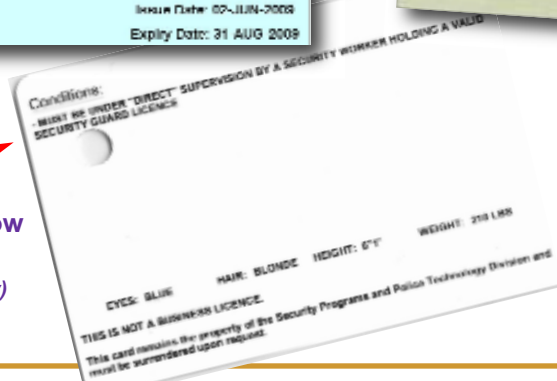 Issue Date: 02-JUN-2009
Expiry Date: 31 AUG 2009
Conditions:
- MUST BE UNDER "DIRECT" SUPERVISION BY A SECURITY WORKER HOLDING A VALID
SECURITY GUARD LICENCE
ow
)
EYES: BLUE HAIR: BLONDE HEIGHT: 6'1" WEIGHT: 210 LBS
THIS IS NOT A BUSINESS LICENCE.
This card remains the property of the Security Programs and Police Technology Division and
must be surrendered upon request.